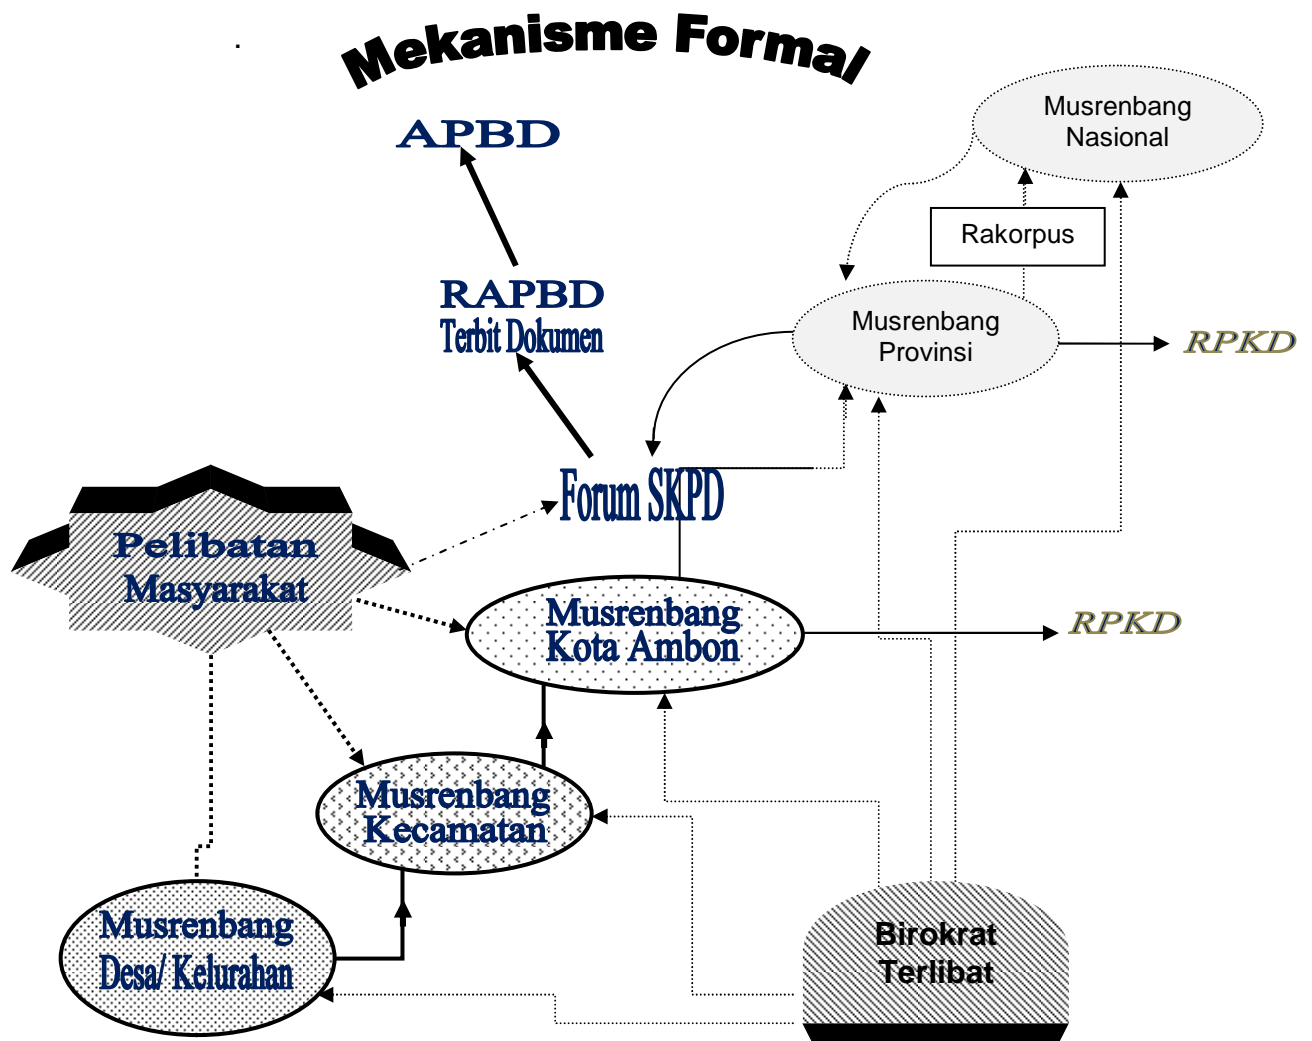 Mekanisme Formal
APBD
Musrenbang
Nasional
Rakorpus
RAPBD
Terbit Dokumen
Musrenbang
Provinsi
RPKD
Forum SKPD
Pelibatan
Masyarakat
Musrenbang
Kota Ambon
RPKD
Musrenbang
Kecamatan
Musrenbang
Desa/ Kelurahan
Birokrat
Terlibat